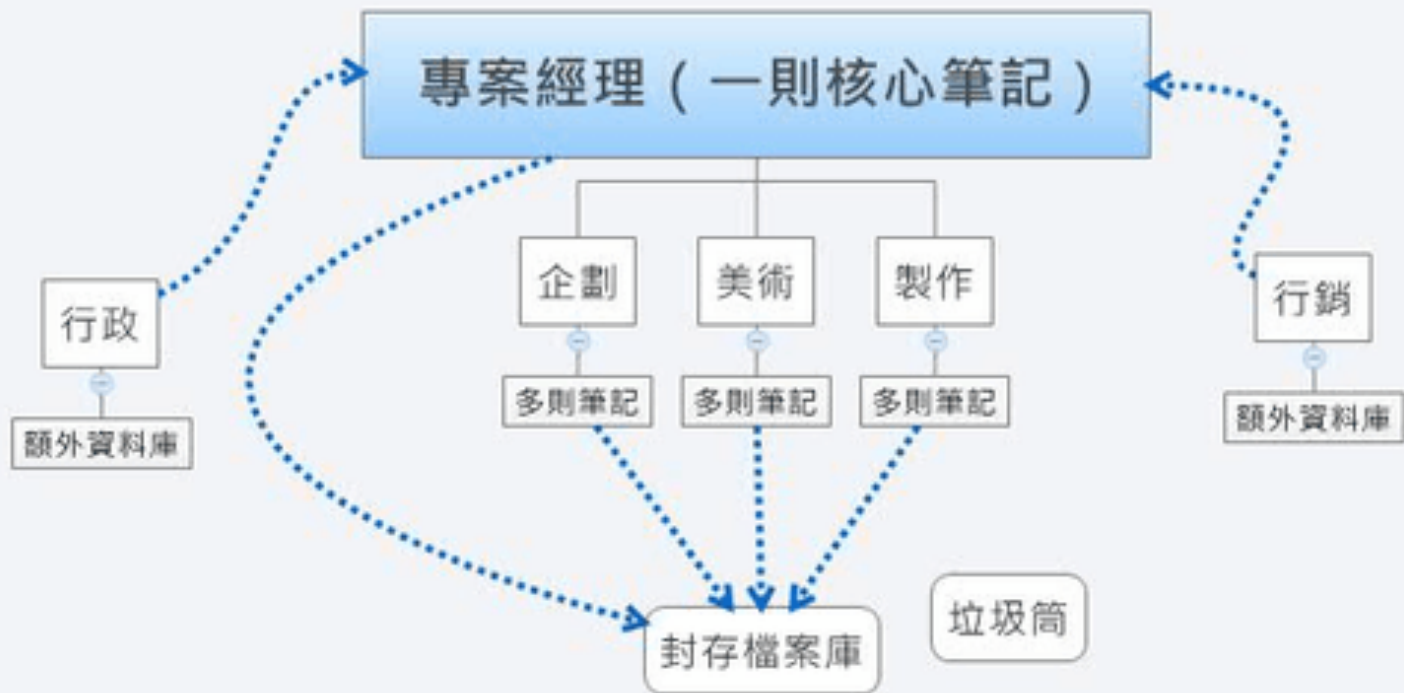 專案經理（一則核心筆記）
企劃
美術
製作
行政
行銷
多則筆記
多則筆記
多則筆記
額外資料庫
額外資料庫
封存檔案庫
垃圾筒